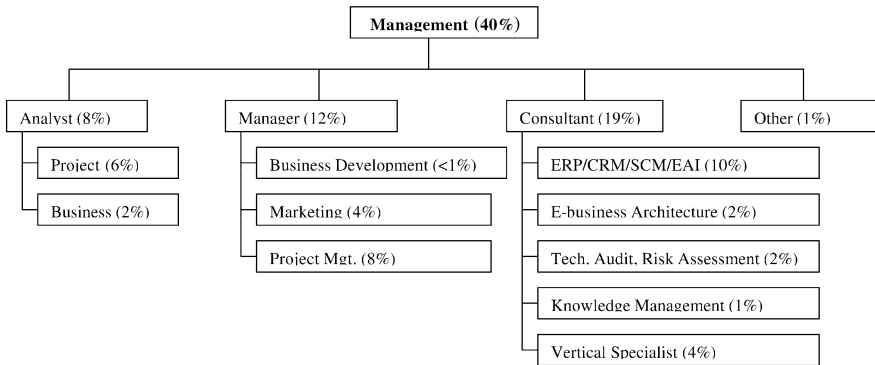 Management (40%)
Analyst (8%)
Manager (12%)
Consultant (19%)
Other (1%)
Project (6%)
Business Development (<1%)
ERP/CRM/SCM/EAI (10%)
Business (2%)
Marketing (4%)
E-business Architecture (2%)
Project Mgt. (8%)
Tech. Audit, Risk Assessment (2%)
Knowledge Management (1%)
Vertical Specialist (4%)